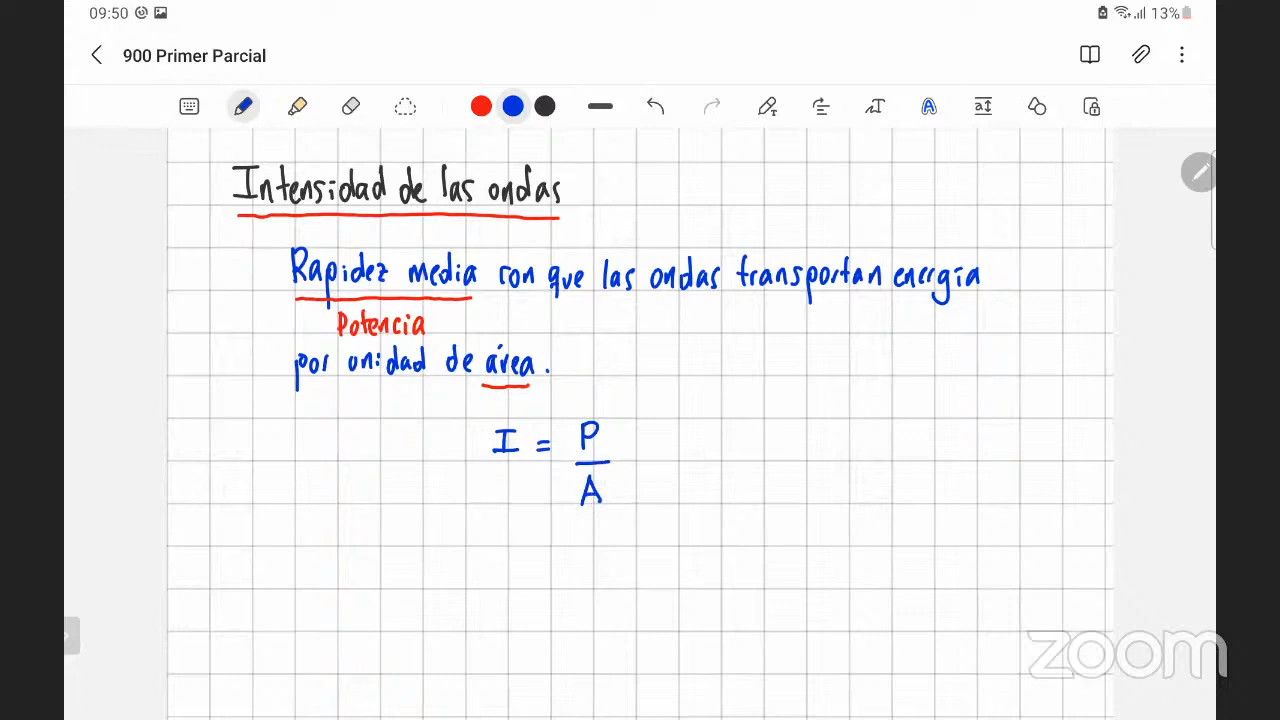 09:50
13%
900 Primer Parcial
Intensidad de las ondas
Rapidez media con que las ondas transportan energía
Potencia
por unidad de área.
I = P
A
zoom